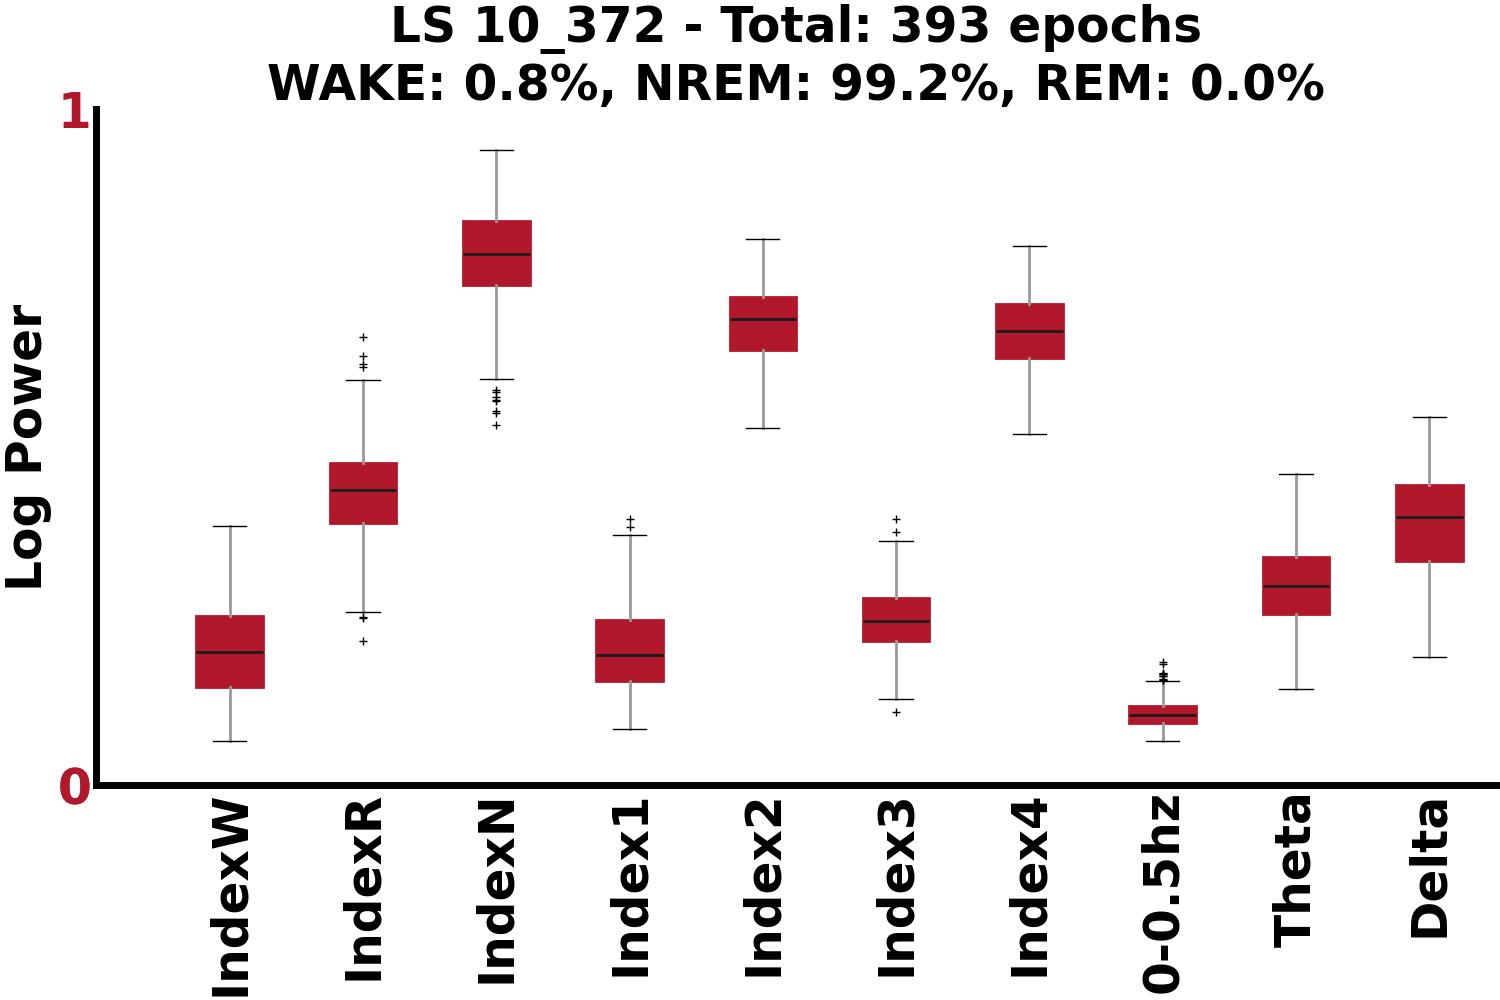 LS 10_372 - Total: 393 epochs
WAKE: 0.8%, NREM: 99.2%, REM: 0.0%
1
Log Power
0
IndexW
IndexR
IndexN
Index1
Index2
Index3
Index4
0-0.5hz
Theta
Delta